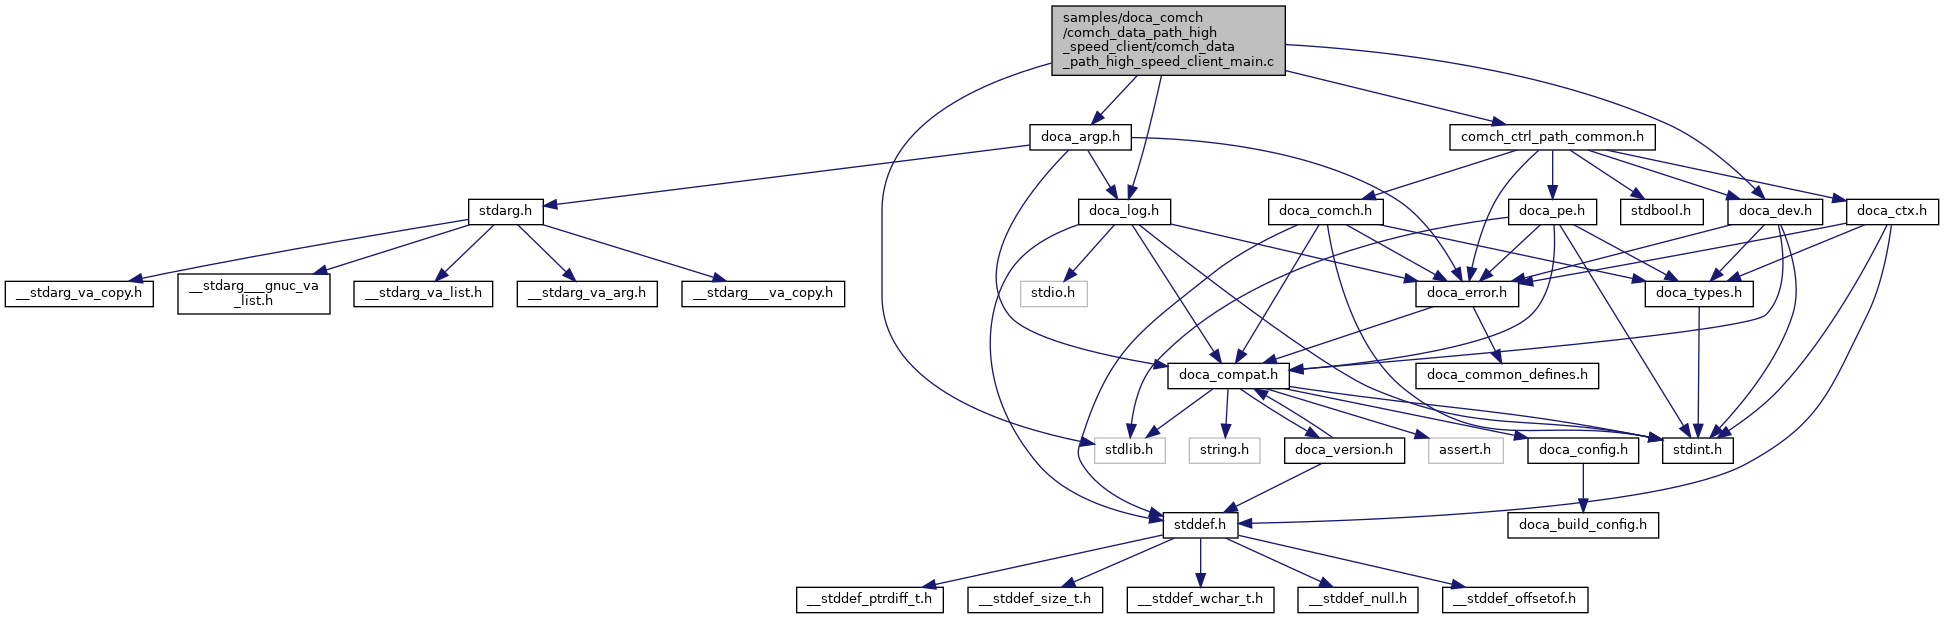 samples/doca_comch
/comch_data_path_high
_speed_client/comch_data
_path_high_speed_client_main.c
doca_argp.h
comch_ctrl_path_common.h
stdarg.h
doca_log.h
doca_comch.h
doca_pe.h
stdbool.h
doca_dev.h
doca_ctx.h
__stdarg_va_copy.h
__stdarg___gnuc_va
_list.h
__stdarg_va_list.h
__stdarg_va_arg.h
__stdarg___va_copy.h
stdio.h
doca_error.h
doca_types.h
doca_compat.h
doca_common_defines.h
stdlib.h
string.h
doca_version.h
assert.h
doca_config.h
stdint.h
stddef.h
doca_build_config.h
__stddef_ptrdiff_t.h
__stddef_size_t.h
__stddef_wchar_t.h
__stddef_null.h
__stddef_offsetof.h